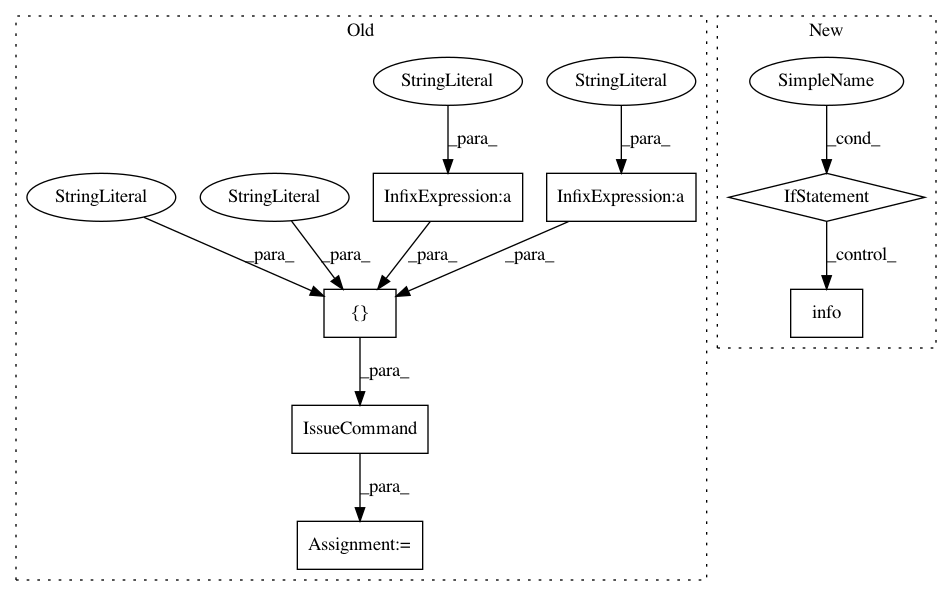 Old
New
StringLiteral
StringLiteral
SimpleName
_para_
_para_
_cond_
StringLiteral
StringLiteral
InfixExpression:a
InfixExpression:a
IfStatement
_para_
_para_
_para_
_para_
_control_
{}
info
_para_
IssueCommand
_para_
Assignment:=